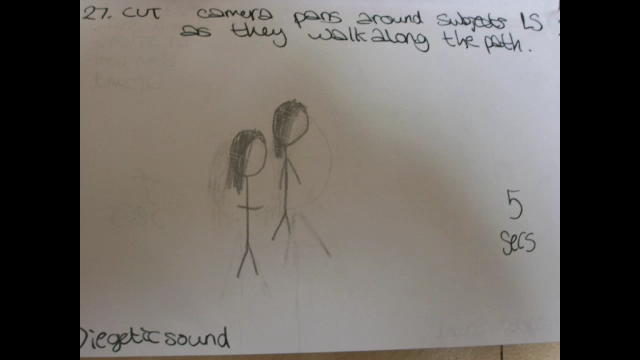 27. CUT camera pans around subjects LS
as they walk along the path.
5
secs
Diegetic sound